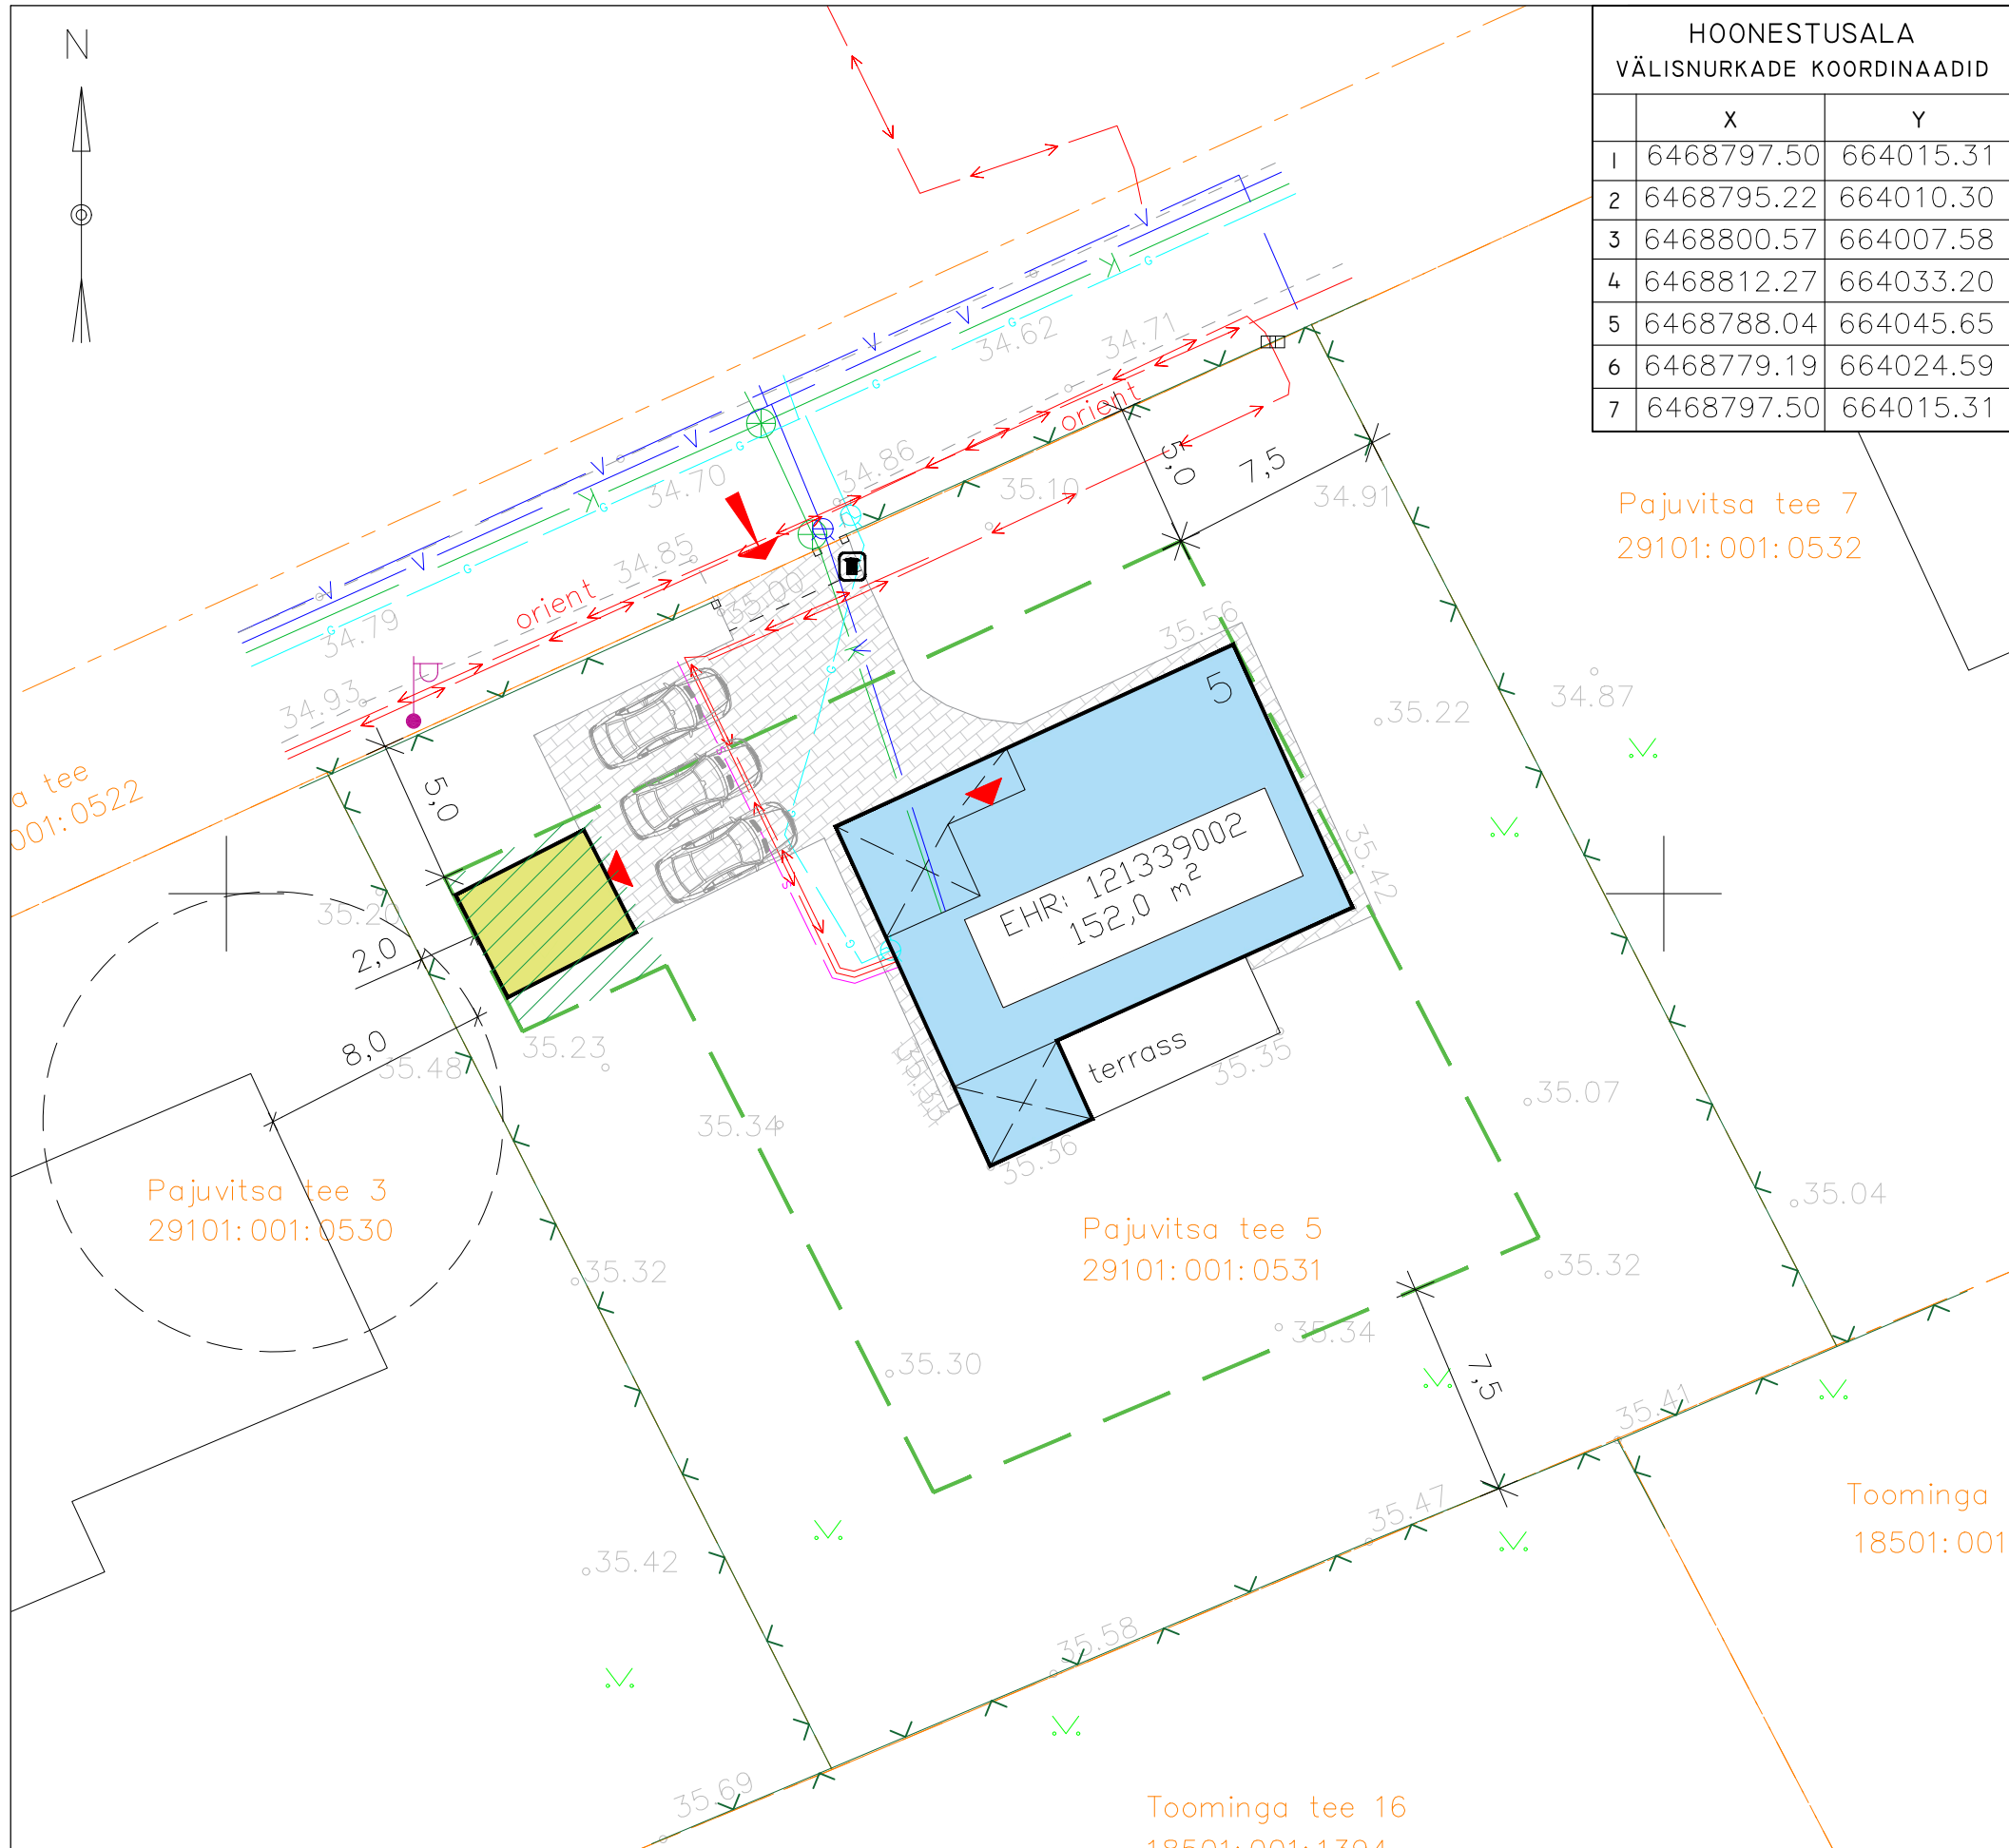 N
HOONESTUSALA
VÄLISNURKADE KOORDINAADID
X Y
1 6468797.50 664015.31
2 6468795.22 664010.30
3 6468800.57 664007.58
4 6468812.27 664033.20
5 6468788.04 664045.65
6 6468779.19 664024.59
7 6468797.50 664015.31
V
K
G
34.62
34.71
orient
34.86
34.70
5,0
7,5
35.10
34.91
Pajuvitsa tee 7
29101:001:0532
34.85
35.00
orient
34.79
34.93
35.56
5
35.22
34.87
a tee
001:0522
5,0
S
EHR: 121339002
152,0 m²
35.42
35.20
2,0
8,0
35.48
35.23
terrass
35.35
35.34
35.36
35.07
35.04
Pajuvitsa tee 3
29101:001:0530
Pajuvitsa tee 5
29101:001:0531
35.32
35.32
35.34
35.30
7,5
35.41
35.47
Toominga
18501:001
35.42
35.58
35.69
Toominga tee 16